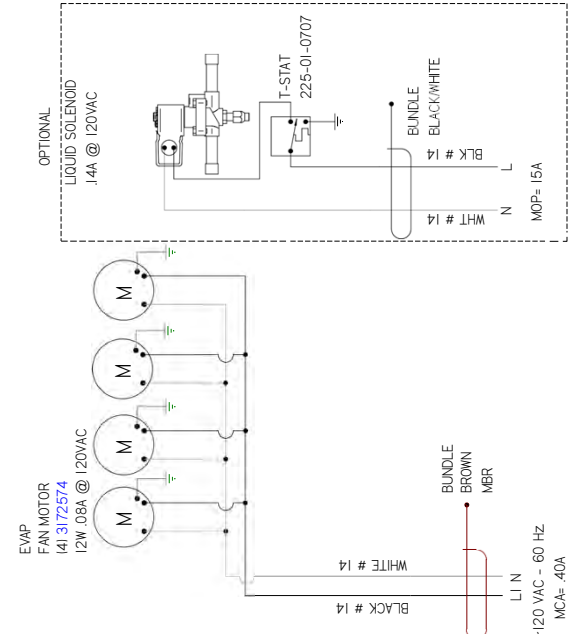 EVAP
FAN MOTOR
(4) 3172574
12W .08A @ 120VAC
M
M
M
M
BLACK # 14
WHITE # 14
BUNDLE
BROWN
MBR
L1 N
120 VAC - 60 Hz
MCA= .40A
OPTIONAL
LIQUID SOLENOID
.14A @ 120VAC
T-STAT
225-01-0707
BUNDLE
BLACK/WHITE
WHT # 14
BLK # 14
N
L
MOP= 15A